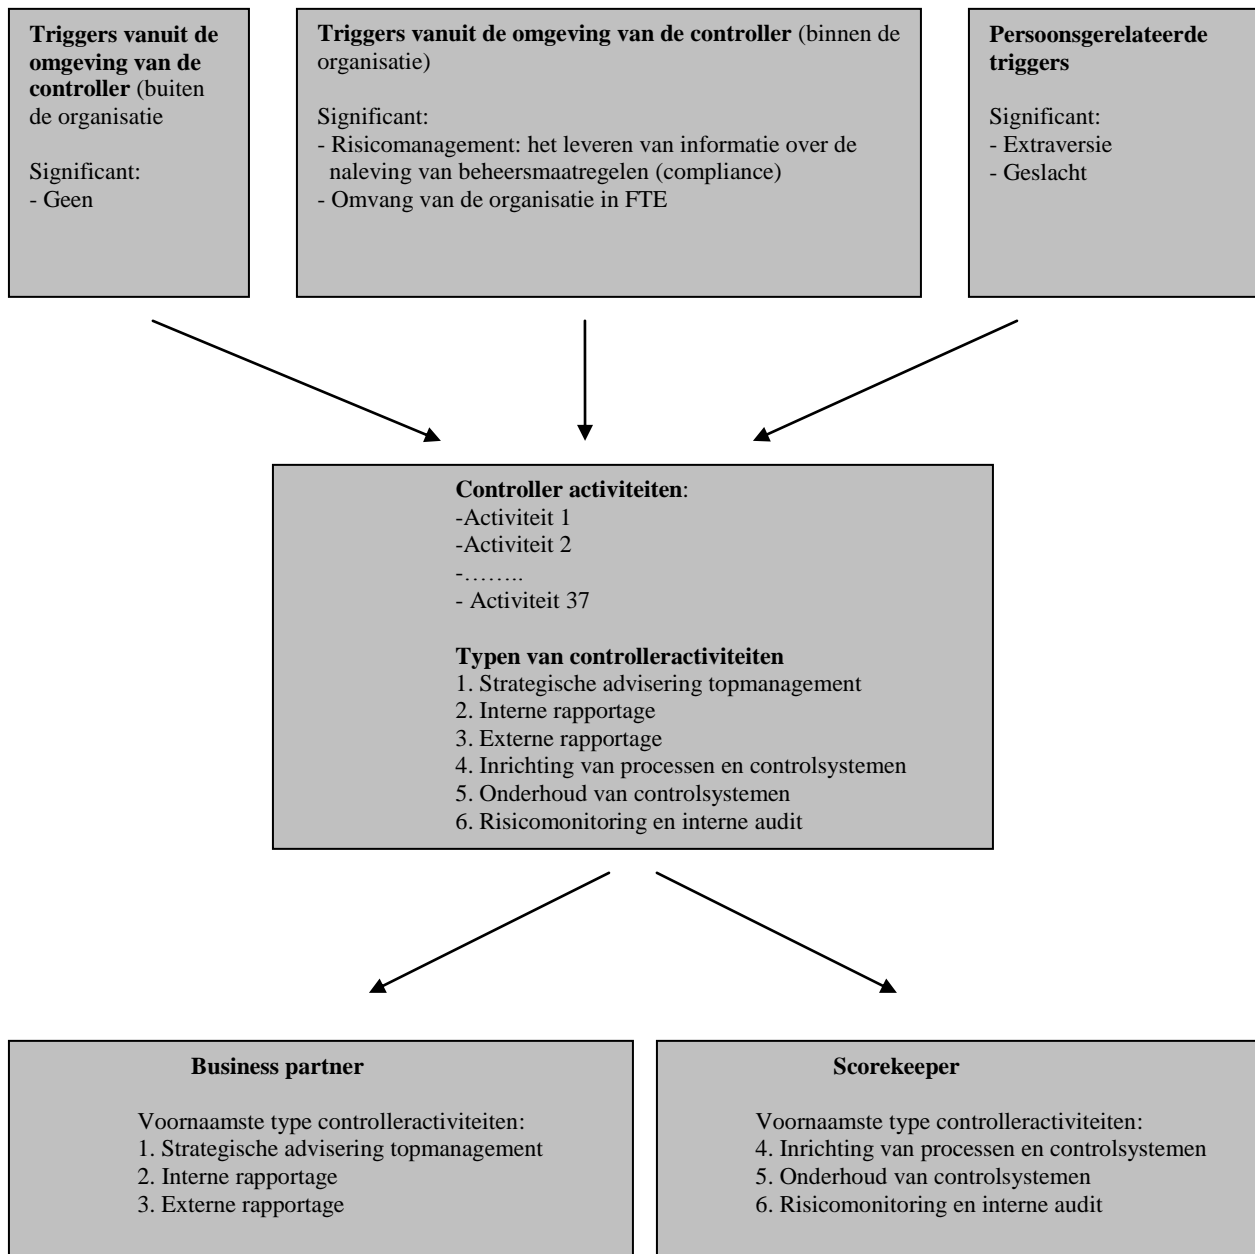 Triggers vanuit de
omgeving van de
controller (buiten
de organisatie
Significant:
- Geen
Triggers vanuit de omgeving van de controller (binnen de
organisatie)
Significant:
- Risicomanagement: het leveren van informatie over de
naleving van beheersmaatregelen (compliance)
- Omvang van de organisatie in FTE
Persoonsgerelateerde
triggers
Significant:
- Extraversie
- Geslacht
Controller activiteiten:
-Activiteit 1
-Activiteit 2
-……..
- Activiteit 37
Typen van controlleractiviteiten
1. Strategische advisering topmanagement
2. Interne rapportage
3. Externe rapportage
4. Inrichting van processen en controlsystemen
5. Onderhoud van controlsystemen
6. Risicomonitoring en interne audit
Business partner
Voornaamste type controlleractiviteiten:
1. Strategische advisering topmanagement
2. Interne rapportage
3. Externe rapportage
Scorekeeper
Voornaamste type controlleractiviteiten:
4. Inrichting van processen en controlsystemen
5. Onderhoud van controlsystemen
6. Risicomonitoring en interne audit